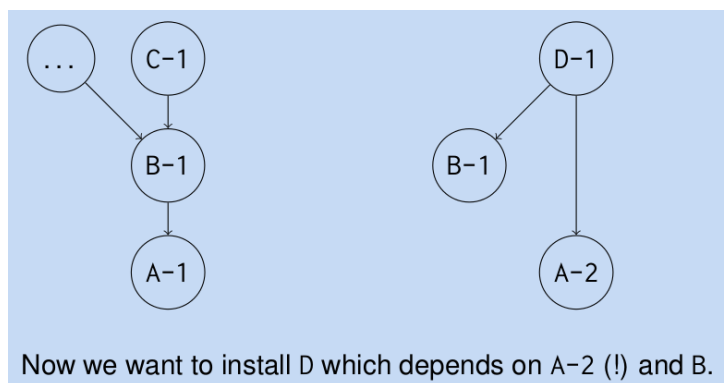 ... C-1 D-1
B-1 B-1
A-1 A-2
Now we want to install D which depends on A-2 (!) and B.